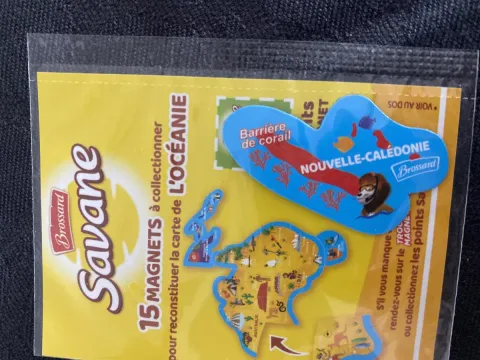 Brossard
Savane
15 MAGNETS à collectionner
pour reconstituer la carte de L'OCÉANIE
Barrière
de corail
NOUVELLE-CALÉDONIE
Brossard
* VOIR AU DOS
S'il vous manque
rendez-vous sur le
ou collectionnez les points Sa